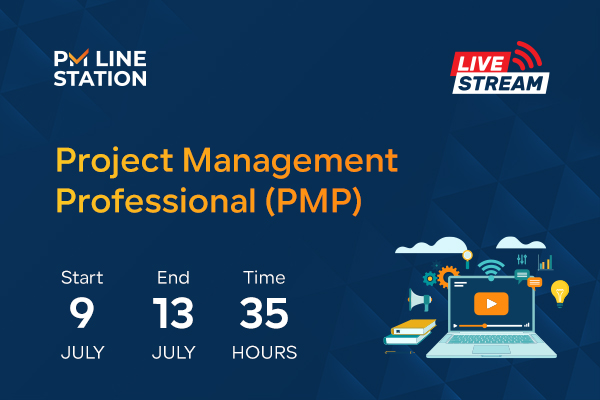 PM LINE
STATION
LIVE
STREAM
Project Management
Professional (PMP)
Start
9
JULY
End
13
JULY
Time
35
HOURS